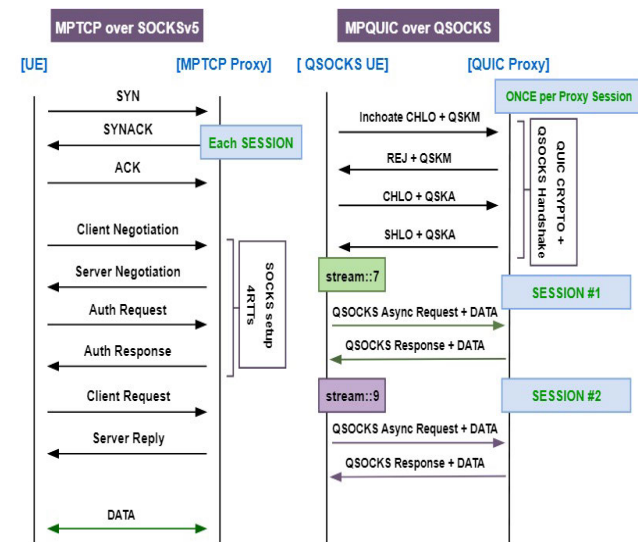 MPTCP over SOCKSv5
MPQUIC over QSOCKS
[UE]
[MPTCP Proxy]
[ QSOCKS UE]
[QUIC Proxy]
SYN
SYNACK
ACK
Each SESSION
Client Negotiation
Server Negotiation
Auth Request
Auth Response
SOCKS setup
4RTTs
Client Request
Server Reply
DATA
ONCE per Proxy Session
Inchoate CHLO + QSKM
REJ + QSKM
CHLO + QSKA
SHLO + QSKA
QUIC CRYPTO +
QSOCKS Handshake
stream::7
SESSION #1
QSOCKS Async Request + DATA
QSOCKS Response + DATA
stream::9
SESSION #2
QSOCKS Async Request + DATA
QSOCKS Response + DATA